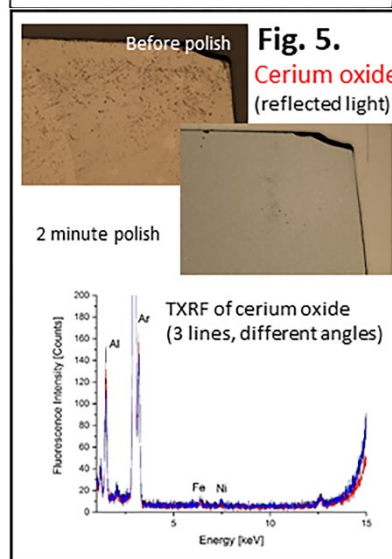 Before polish
Fig. 5.
Cerium oxide
(reflected light)
2 minute polish
TXRF of cerium oxide
(3 lines, different angles)
Fluorescence Intensity [Counts]
200
180
160
140
120
100
80
60
40
20
0
Al
Ar
Fe
Ni
5
10
15
Energy [keV]